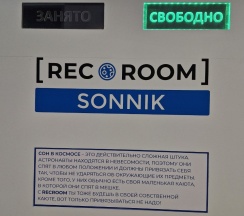 ЗАНЯТО СВОБОДНО
[REC ROOM]
SONNIK
СОН В КОСМОСЕ - ЭТО ДЕЙСТВИТЕЛЬНО СЛОЖНАЯ ШТУКА.
АСТРОНАВТЫ НАХОДЯТСЯ В НЕВЕСОМОСТИ, ПОЭТОМУ ОНИ
СПЯТ В ЛЮБОМ ПОЛОЖЕНИИ И ДОЛЖНЫ ПРИВЯЗАТЬ СЕБЯ
ТАК, ЧТОБЫ НЕ УДАРЯТЬСЯ ОБ ОКРУЖАЮЩИЕ ИХ ПРЕДМЕТЫ.
КРОМЕ ТОГО, У НИХ ОБЫЧНО ЕСТЬ СВОЯ МАЛЕНЬКАЯ КАЮТА,
В КОТОРОЙ ОНИ СПЯТ В МЕШКЕ.
С RECROOM ТЫ ТОЖЕ БУДЕШЬ В СВОЕЙ СОБСТВЕННОЙ
КАЮТЕ, ВОТ ТОЛЬКО ПРИВЯЗЫВАТЬСЯ НЕ НАДО!